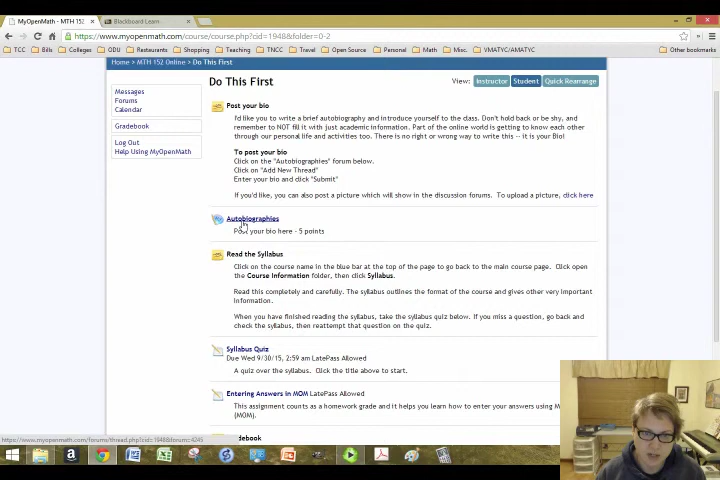 MyOpenMath - MTH 152 On
Blackboard Learn
https://www.myopenmath.com/course/course.php?cid=1948&folder=0-2
TCC Bills Colleges ODU Restaurants Shopping Teaching TNCC Travel Open Source Personal Math Misc. VMATYC/AMATYC Other bookmarks
Home > MTH 152 Online > Do This First
Do This First
View: Instructor Student Quick Rearrange
Messages
Forums
Calendar
Gradebook
Log Out
Help Using MyOpenMath
Post your bio
I'd like you to write a brief autobiography and introduce yourself to the class. Don't hold back or be shy, and
remember to NOT fill it with just academic information. Part of the online world is getting to know each other
through our personal life and activities too. There is no right or wrong way to write this -- it is your Bio!
To post your bio
Click on the "Autobiographies" forum below.
Click on "Add New Thread"
Enter your bio and click "Submit"
If you'd like, you can also post a picture which will show in the discussion forums. To upload a picture, click here
Autobiographies
Post your bio here - 5 points
Read the Syllabus
Click on the course name in the blue bar at the top of the page to go back to the main course page. Click open
the Course Information folder, then click Syllabus.
Read this completely and carefully. The syllabus outlines the format of the course and gives other very important
information.
When you have finished reading the syllabus, take the syllabus quiz below. If you miss a question, go back and
check the syllabus, then reattempt that question on the quiz.
Syllabus Quiz
Due Wed 9/30/15, 2:59 am LatePass Allowed
A quiz over the syllabus. Click the title above to start.
Entering Answers in MOM LatePass Allowed
This assignment counts as a homework grade and it helps you learn how to enter your answers using M
(MOM).
https://www.myopenmath.com/forums/thread.php?cid=1948&forum=4249
debook